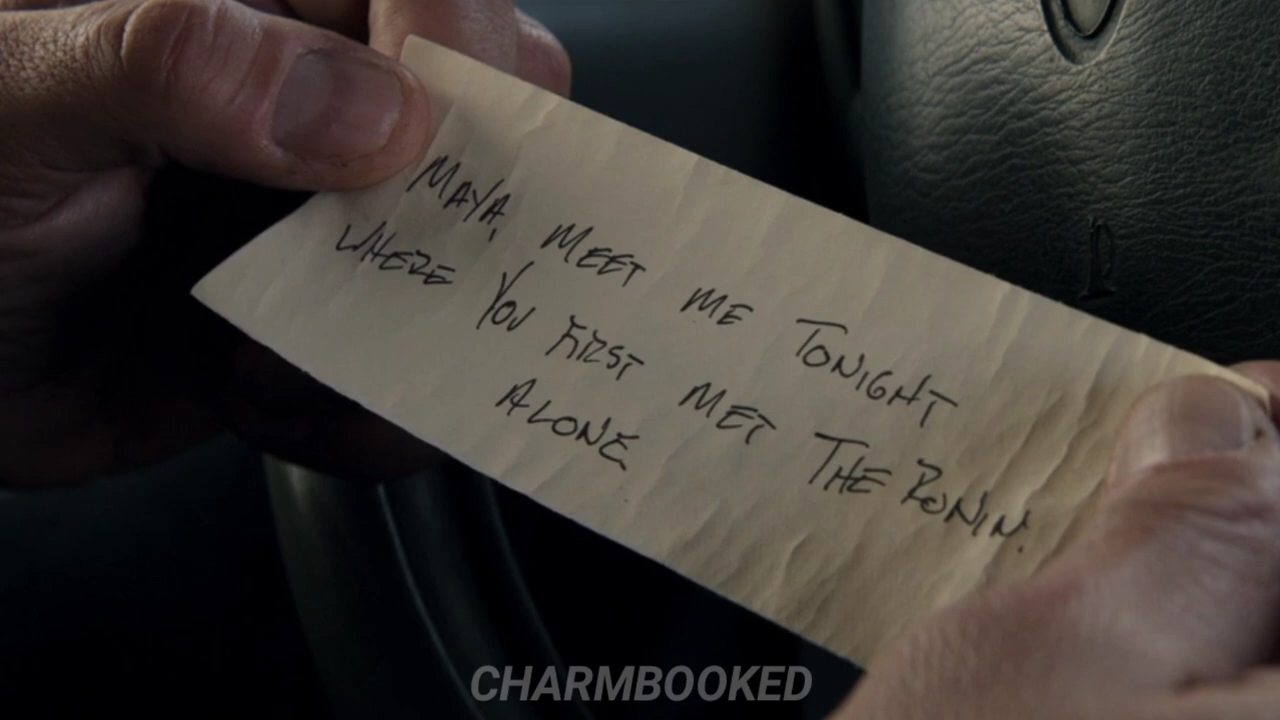 MAYA, MEET ME TONIGHT
WHERE YOU FIRST MET THE RONIN.
ALONE.
CHARMBOOKED